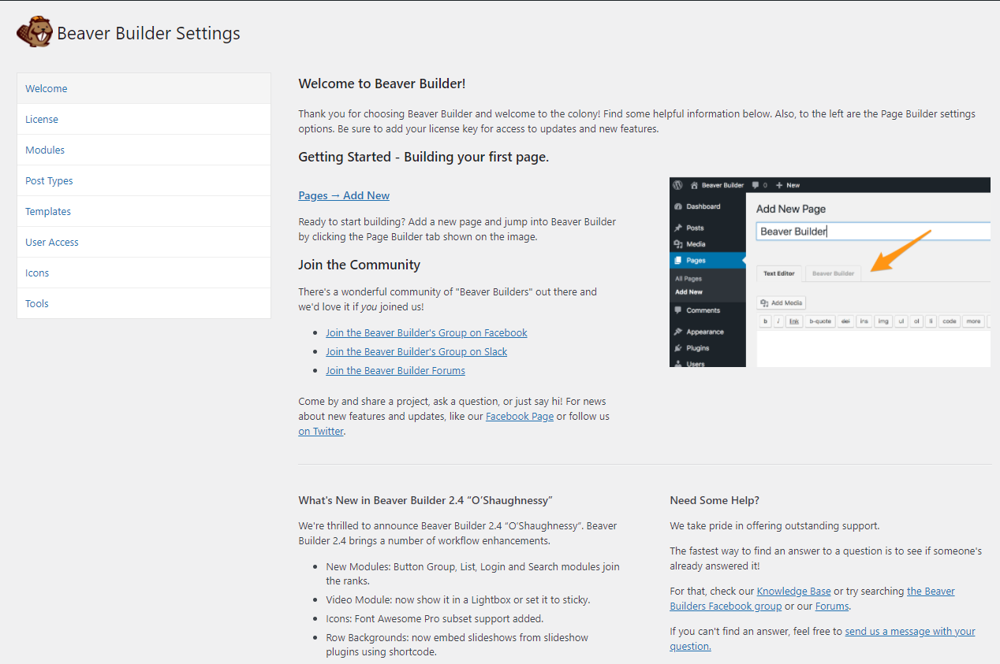 Beaver Builder Settings
Welcome
License
Modules
Post Types
Templates
User Access
Icons
Tools
Welcome to Beaver Builder!
Thank you for choosing Beaver Builder and welcome to the colony! Find some helpful information below. Also, to the left are the Page Builder settings
options. Be sure to add your license key for access to updates and new features.
Getting Started - Building your first page.
Pages → Add New
Ready to start building? Add a new page and jump into Beaver Builder
by clicking the Page Builder tab shown on the image.
Join the Community
There's a wonderful community of "Beaver Builders" out there and
we'd love it if you joined us!
• Join the Beaver Builder's Group on Facebook
• Join the Beaver Builder's Group on Slack
• Join the Beaver Builder Forums
Come by and share a project, ask a question, or just say hi! For news
about new features and updates, like our Facebook Page or follow us
on Twitter.
Beaver Builder 0 + New
Dashboard
Posts
Media
Pages
All Pages
Add New
Comments
Appearance
Plugins
Users
Add New Page
Beaver Builder
Text Editor Beaver Builder
Add Media
b i link b-quote del ins img ul ol li code more
What's New in Beaver Builder 2.4 “O’Shaughnessy”
We're thrilled to announce Beaver Builder 2.4 “O’Shaughnessy”. Beaver
Builder 2.4 brings a number of workflow enhancements.
• New Modules: Button Group, List, Login and Search modules join
the ranks.
• Video Module: now show it in a Lightbox or set it to sticky.
• Icons: Font Awesome Pro subset support added.
• Row Backgrounds: now embed slideshows from slideshow
plugins using shortcode.
Need Some Help?
We take pride in offering outstanding support.
The fastest way to find an answer to a question is to see if someone's
already answered it!
For that, check our Knowledge Base or try searching the Beaver
Builders Facebook group or our Forums.
If you can't find an answer, feel free to send us a message with your
question.